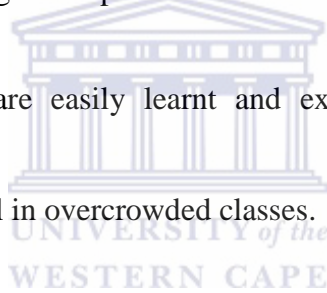 are easily learnt and ex
in overcrowded classes.
UNIVERSITY of the
WESTERN CAPE